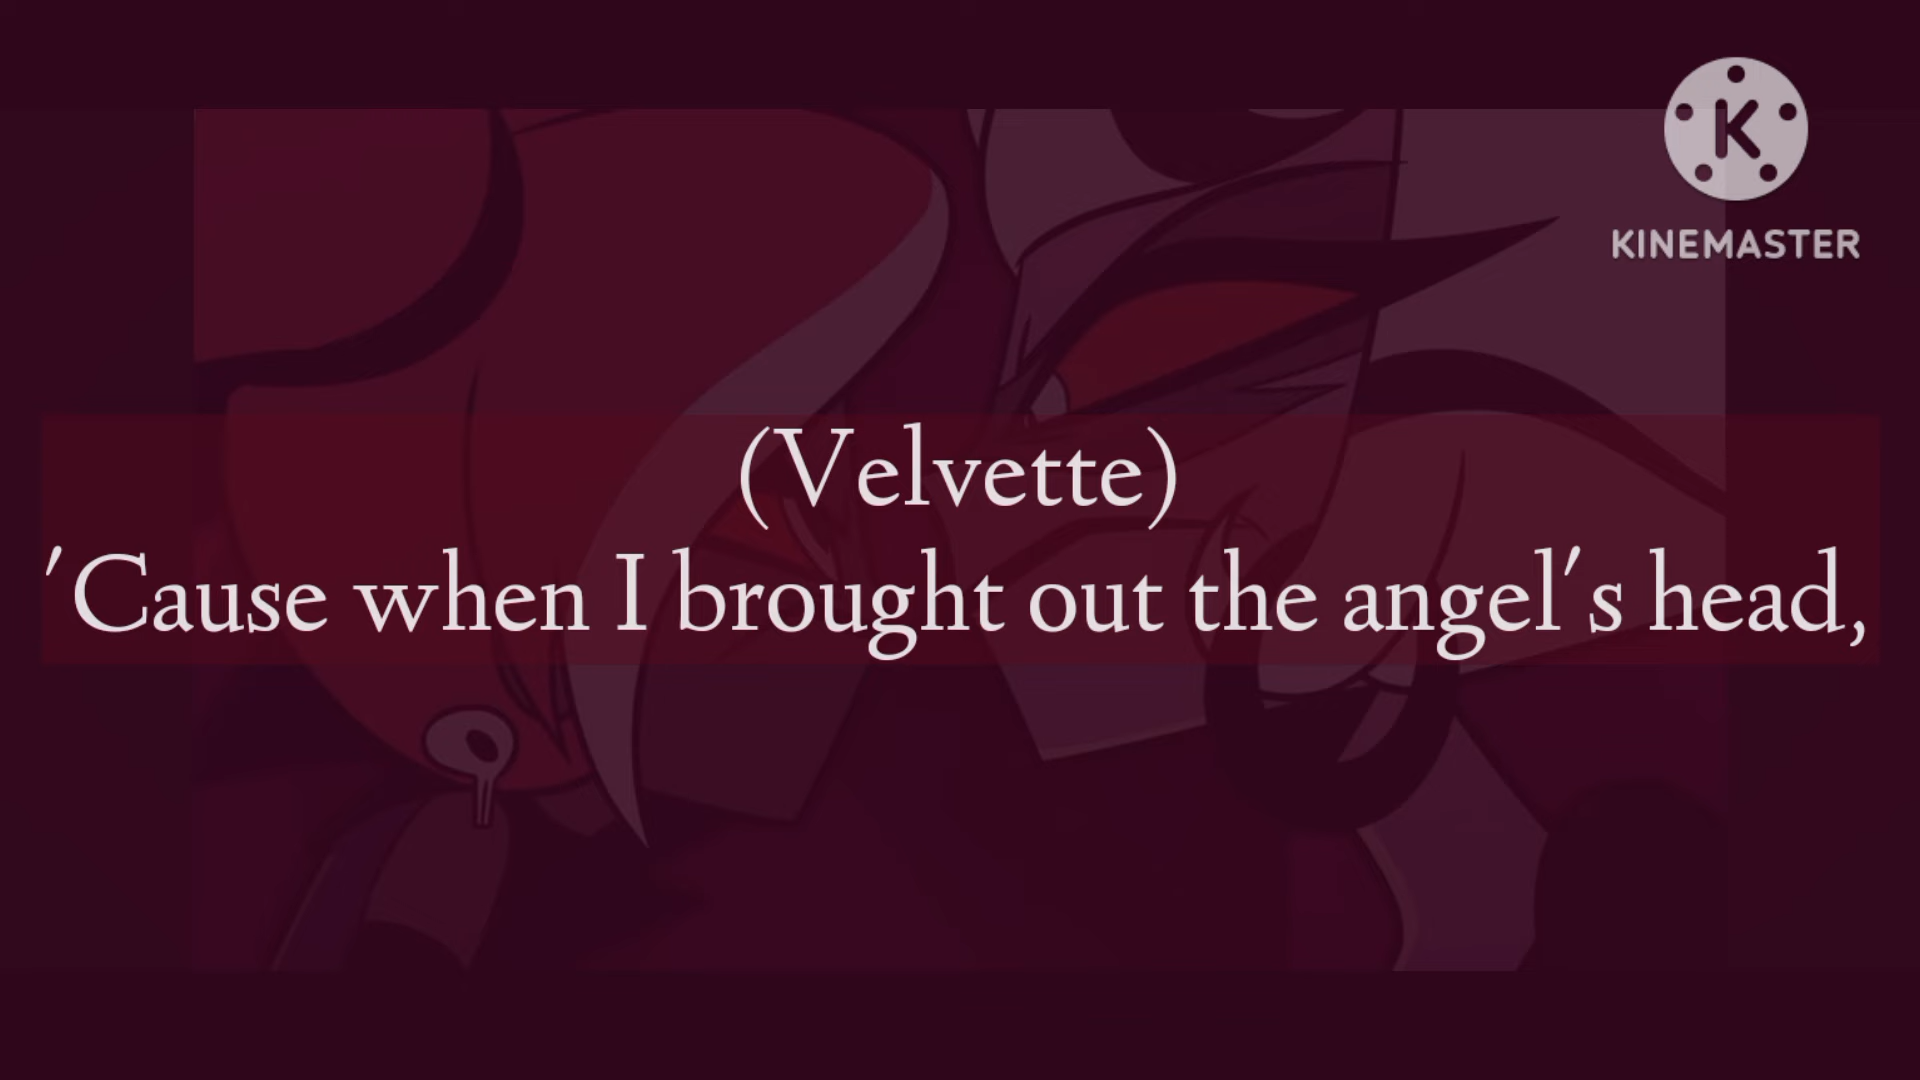 K
KINEMASTER
(Velvette)
'Cause when I brought out the angel's head,